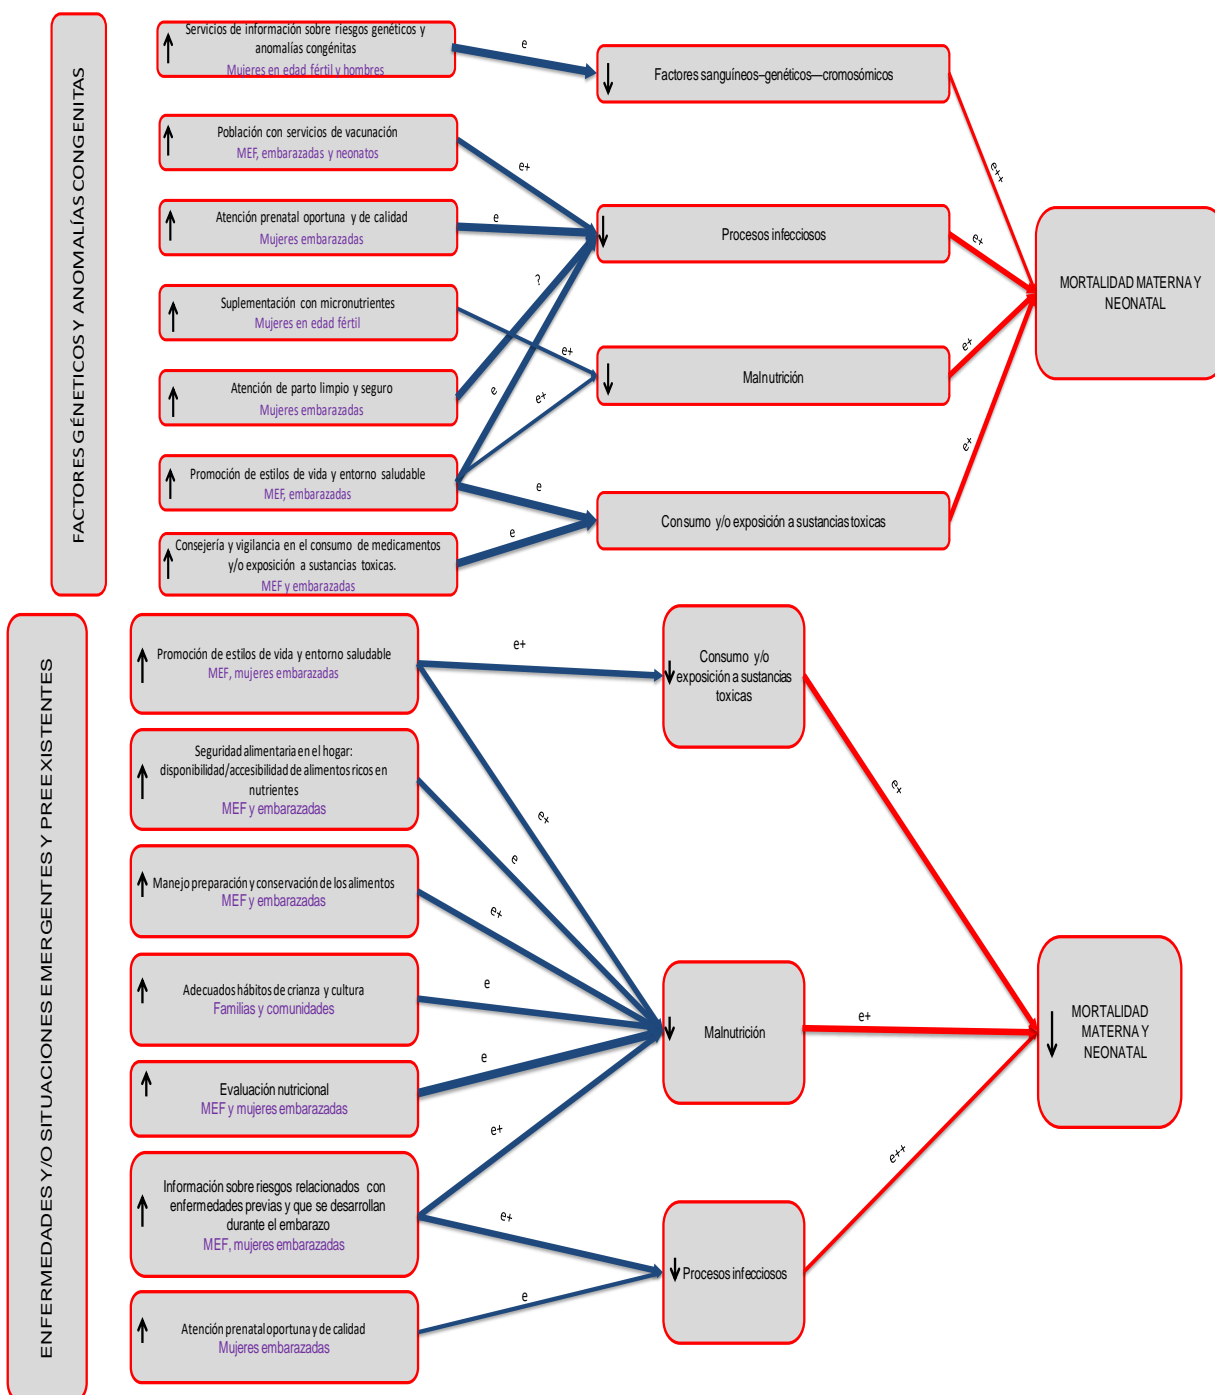 FACTORES GÉNETICOS Y ANOMALÍAS CONGENITAS
Servicios de información sobre riesgos genéticos y
anomalías congénitas
Mujeres en edad fértil y hombres
e
Factores sanguíneos–genéticos—cromosómicos
e++
Población con servicios de vacunación
MEF, embarazadas y neonatos
e+
Atención prenatal oportuna y de calidad
Mujeres embarazadas
e
Procesos infecciosos
e+
MORTALIDAD MATERNA Y
NEONATAL
Suplementación con micronutrientes
Mujeres en edad fértil
?
e+
Malnutrición
e+
Atención de parto limpio y seguro
Mujeres embarazadas
e
e+
Promoción de estilos de vida y entorno saludable
MEF, embarazadas
e
Consumo y/o exposición a sustancias toxicas
e+
Consejería y vigilancia en el consumo de medicamentos
y/o exposición a sustancias toxicas.
MEF y embarazadas
e
ENFERMEDADES Y/O SITUACIONES EMERGENTES Y PREEXISTENTES
Promoción de estilos de vida y entorno saludable
MEF, mujeres embarazadas
e+
Consumo y/o
exposición a sustancias
toxicas
e+
Seguridad alimentaria en el hogar:
disponibilidad/accesibilidad de alimentos ricos en
nutrientes
MEF y embarazadas
e+
e
Manejo preparación y conservación de los alimentos
MEF y embarazadas
e+
Adecuados hábitos de crianza y cultura
Familias y comunidades
e
Malnutrición
e+
MORTALIDAD
MATERNA Y
NEONATAL
Evaluación nutricional
MEF y mujeres embarazadas
e
e+
Información sobre riesgos relacionados con
enfermedades previas y que se desarrollan
durante el embarazo
MEF, mujeres embarazadas
e+
Procesos infecciosos
e++
Atención prenatal oportuna y de calidad
Mujeres embarazadas
e